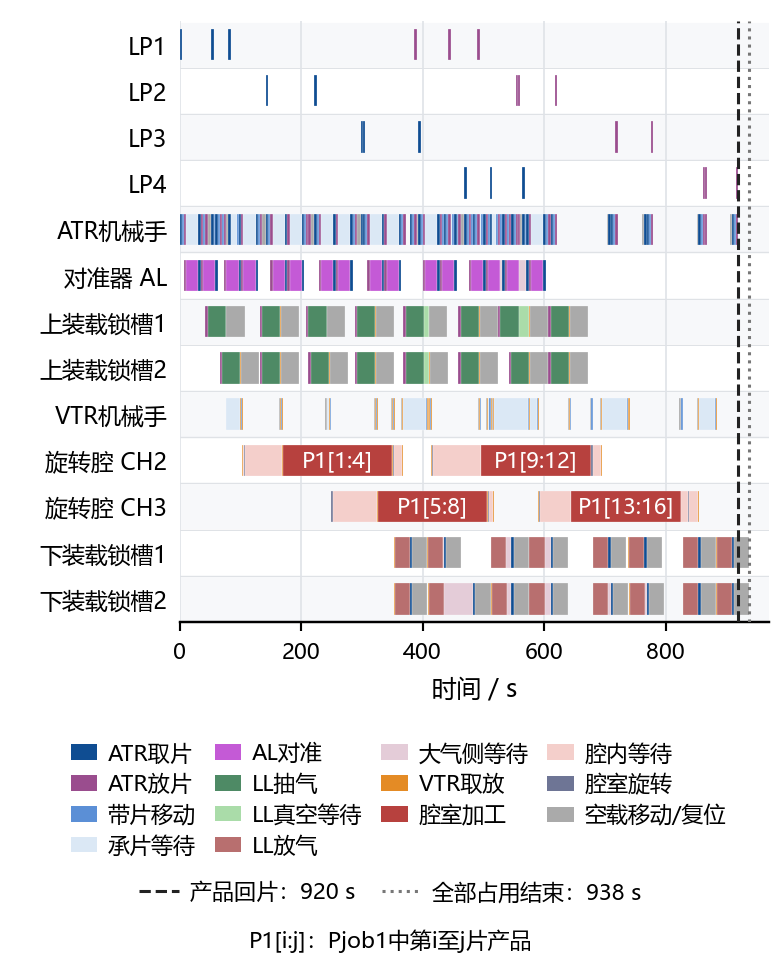 LP1
LP2
LP3
LP4
ATR机械手
对准器 AL
上装载锁槽1
上装载锁槽2
VTR机械手
旋转腔 CH2
P1[1:4]
P1[9:12]
旋转腔 CH3
P1[5:8]
P1[13:16]
下装载锁槽1
下装载锁槽2
0 200 400 600 800
时间 / s
ATR取片 AL对准 大气侧等待 腔内等待
ATR放片 LL抽气 VTR取放 腔室旋转
带片移动 LL真空等待 腔室加工 空载移动/复位
承片等待 LL放气
产品回片：920 s 全部占用结束：938 s
P1[i:j]：Pjob1中第i至j片产品